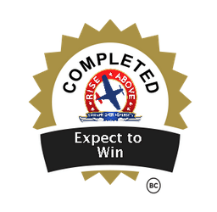 COMPLETED
RISE ABOVE
Expect to
Win
BC